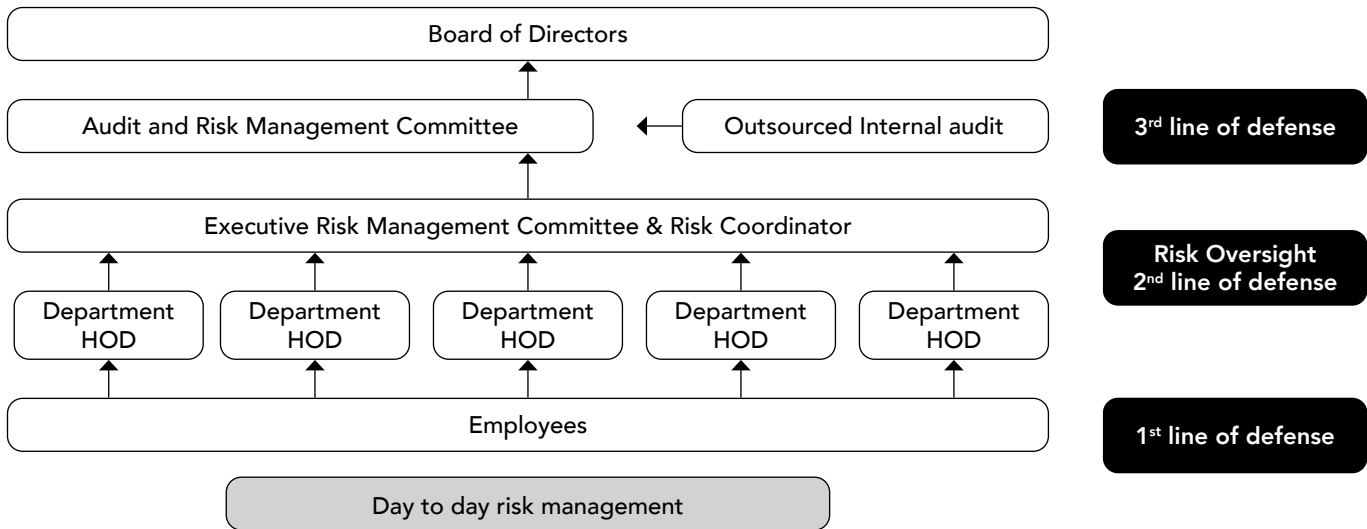 Board of Directors
Audit and Risk Management Committee
Outsourced Internal audit
3rd line of defense
Executive Risk Management Committee & Risk Coordinator
Risk Oversight
2nd line of defense
Department
HOD
Department
HOD
Department
HOD
Department
HOD
Department
HOD
Employees
1st line of defense
Day to day risk management